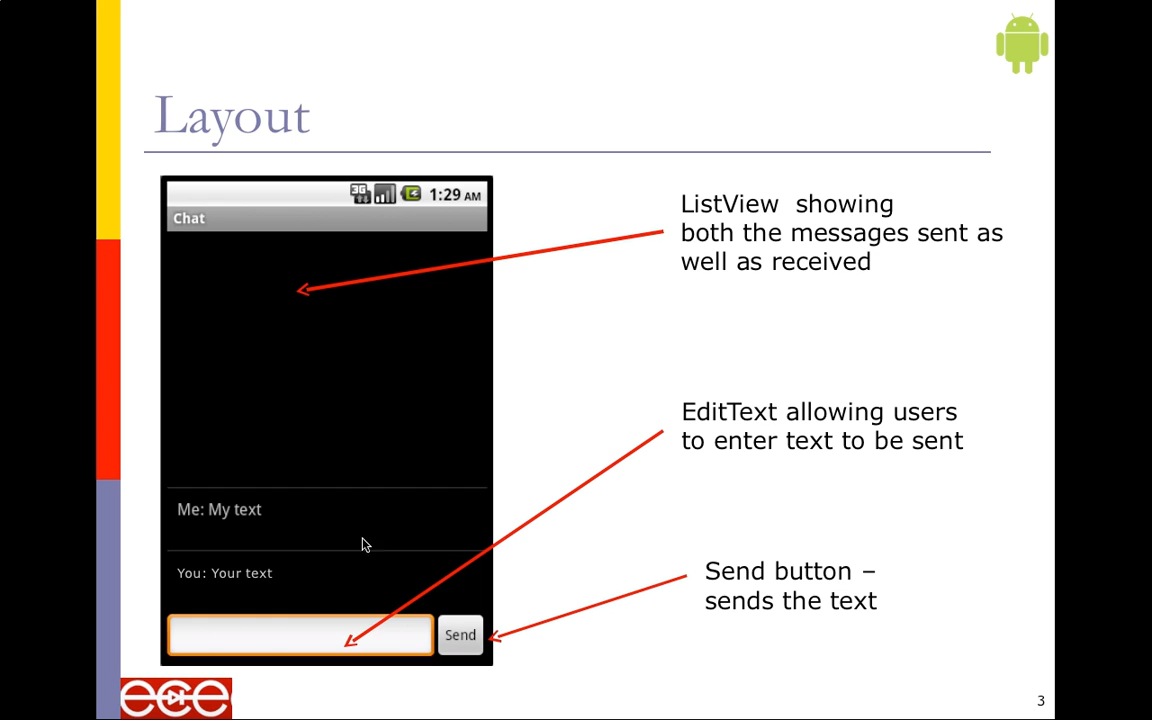 Layout
3G 1:29 AM
Chat
ListView showing
both the messages sent as
well as received
EditText allowing users
to enter text to be sent
Me: My text
You: Your text
Send button –
sends the text
Send
ece
3